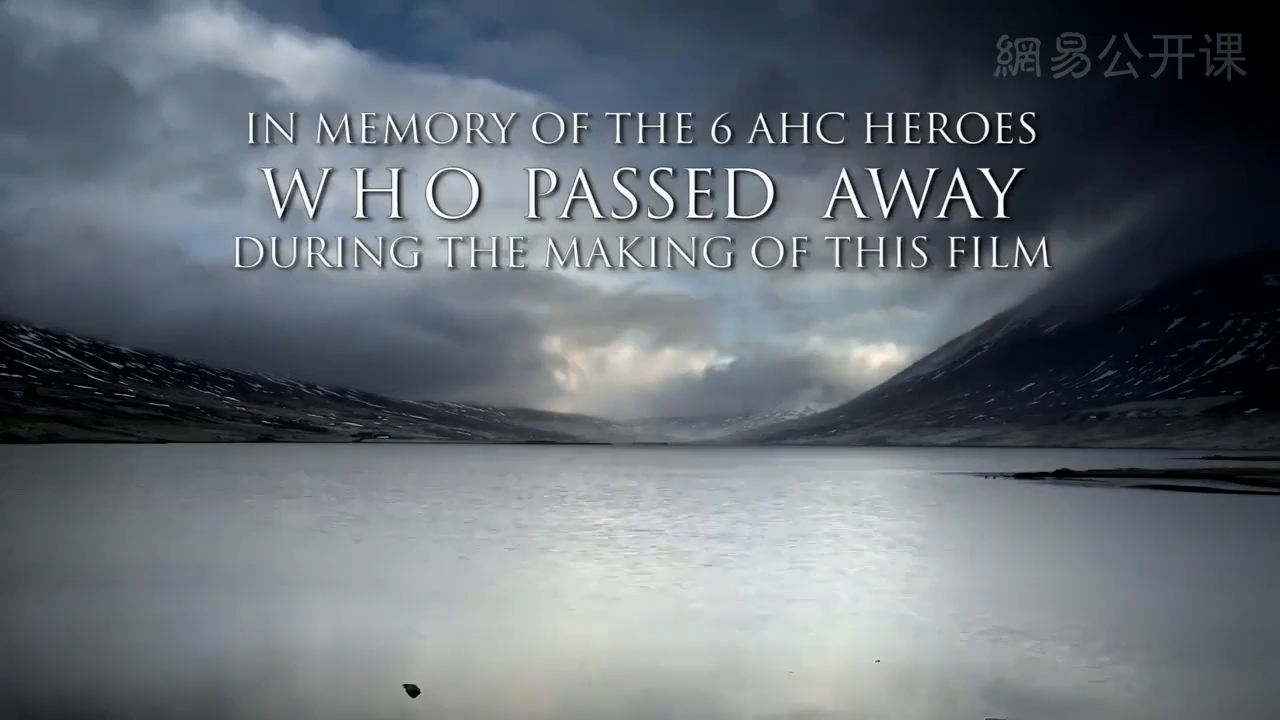 網易公开课
IN MEMORY OF THE 6 AHC HEROES
WHO PASSED AWAY
DURING THE MAKING OF THIS FILM